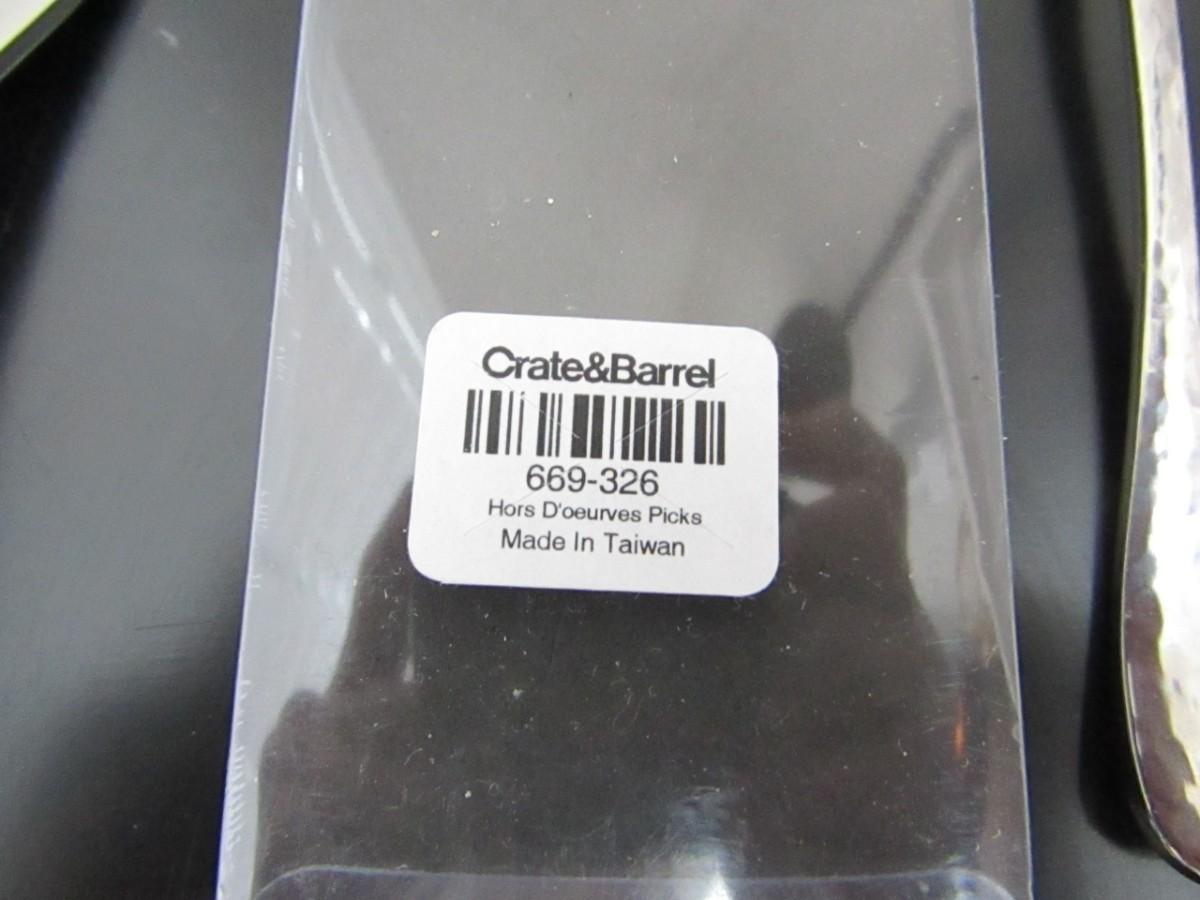 Crate&Barrel
669-326
Hors D'oeurves Picks
Made In Taiwan